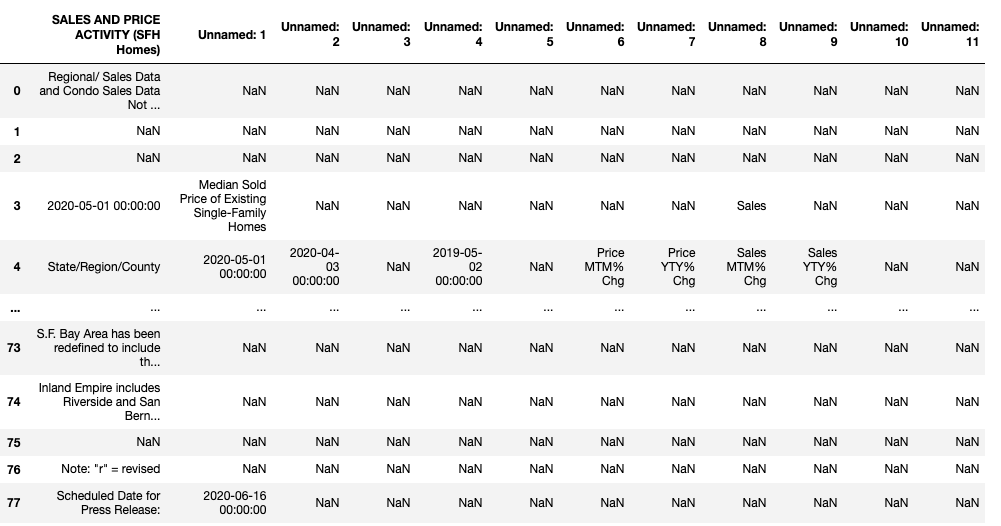 SALES AND PRICE ACTIVITY (SFH Homes) Unnamed: 1 Unnamed: 2 Unnamed: 3 Unnamed: 4 Unnamed: 5 Unnamed: 6 Unnamed: 7 Unnamed: 8 Unnamed: 9 Unnamed: 10 Unnamed: 11
0 Regional/ Sales Data and Condo Sales Data Not ... NaN NaN NaN NaN NaN NaN NaN NaN NaN NaN NaN
1 NaN NaN NaN NaN NaN NaN NaN NaN NaN NaN NaN NaN
2 NaN NaN NaN NaN NaN NaN NaN NaN NaN NaN NaN NaN
3 2020-05-01 00:00:00 Median Sold Price of Existing Single-Family Homes NaN NaN NaN NaN NaN NaN Sales NaN NaN NaN
4 State/Region/County 2020-05-01 00:00:00 2020-04-03 00:00:00 NaN 2019-05-02 00:00:00 NaN Price MTM% Chg Price YTY% Chg Sales MTM% Chg Sales YTY% Chg NaN NaN
... ... ... ... ... ... ... ... ... ... ... ... ...
73 S.F. Bay Area has been redefined to include th... NaN NaN NaN NaN NaN NaN NaN NaN NaN NaN NaN
74 Inland Empire includes Riverside and San Bern... NaN NaN NaN NaN NaN NaN NaN NaN NaN NaN NaN
75 NaN NaN NaN NaN NaN NaN NaN NaN NaN NaN NaN NaN
76 Note: "r" = revised NaN NaN NaN NaN NaN NaN NaN NaN NaN NaN NaN
77 Scheduled Date for Press Release: 2020-06-16 00:00:00 NaN NaN NaN NaN NaN NaN NaN NaN NaN NaN